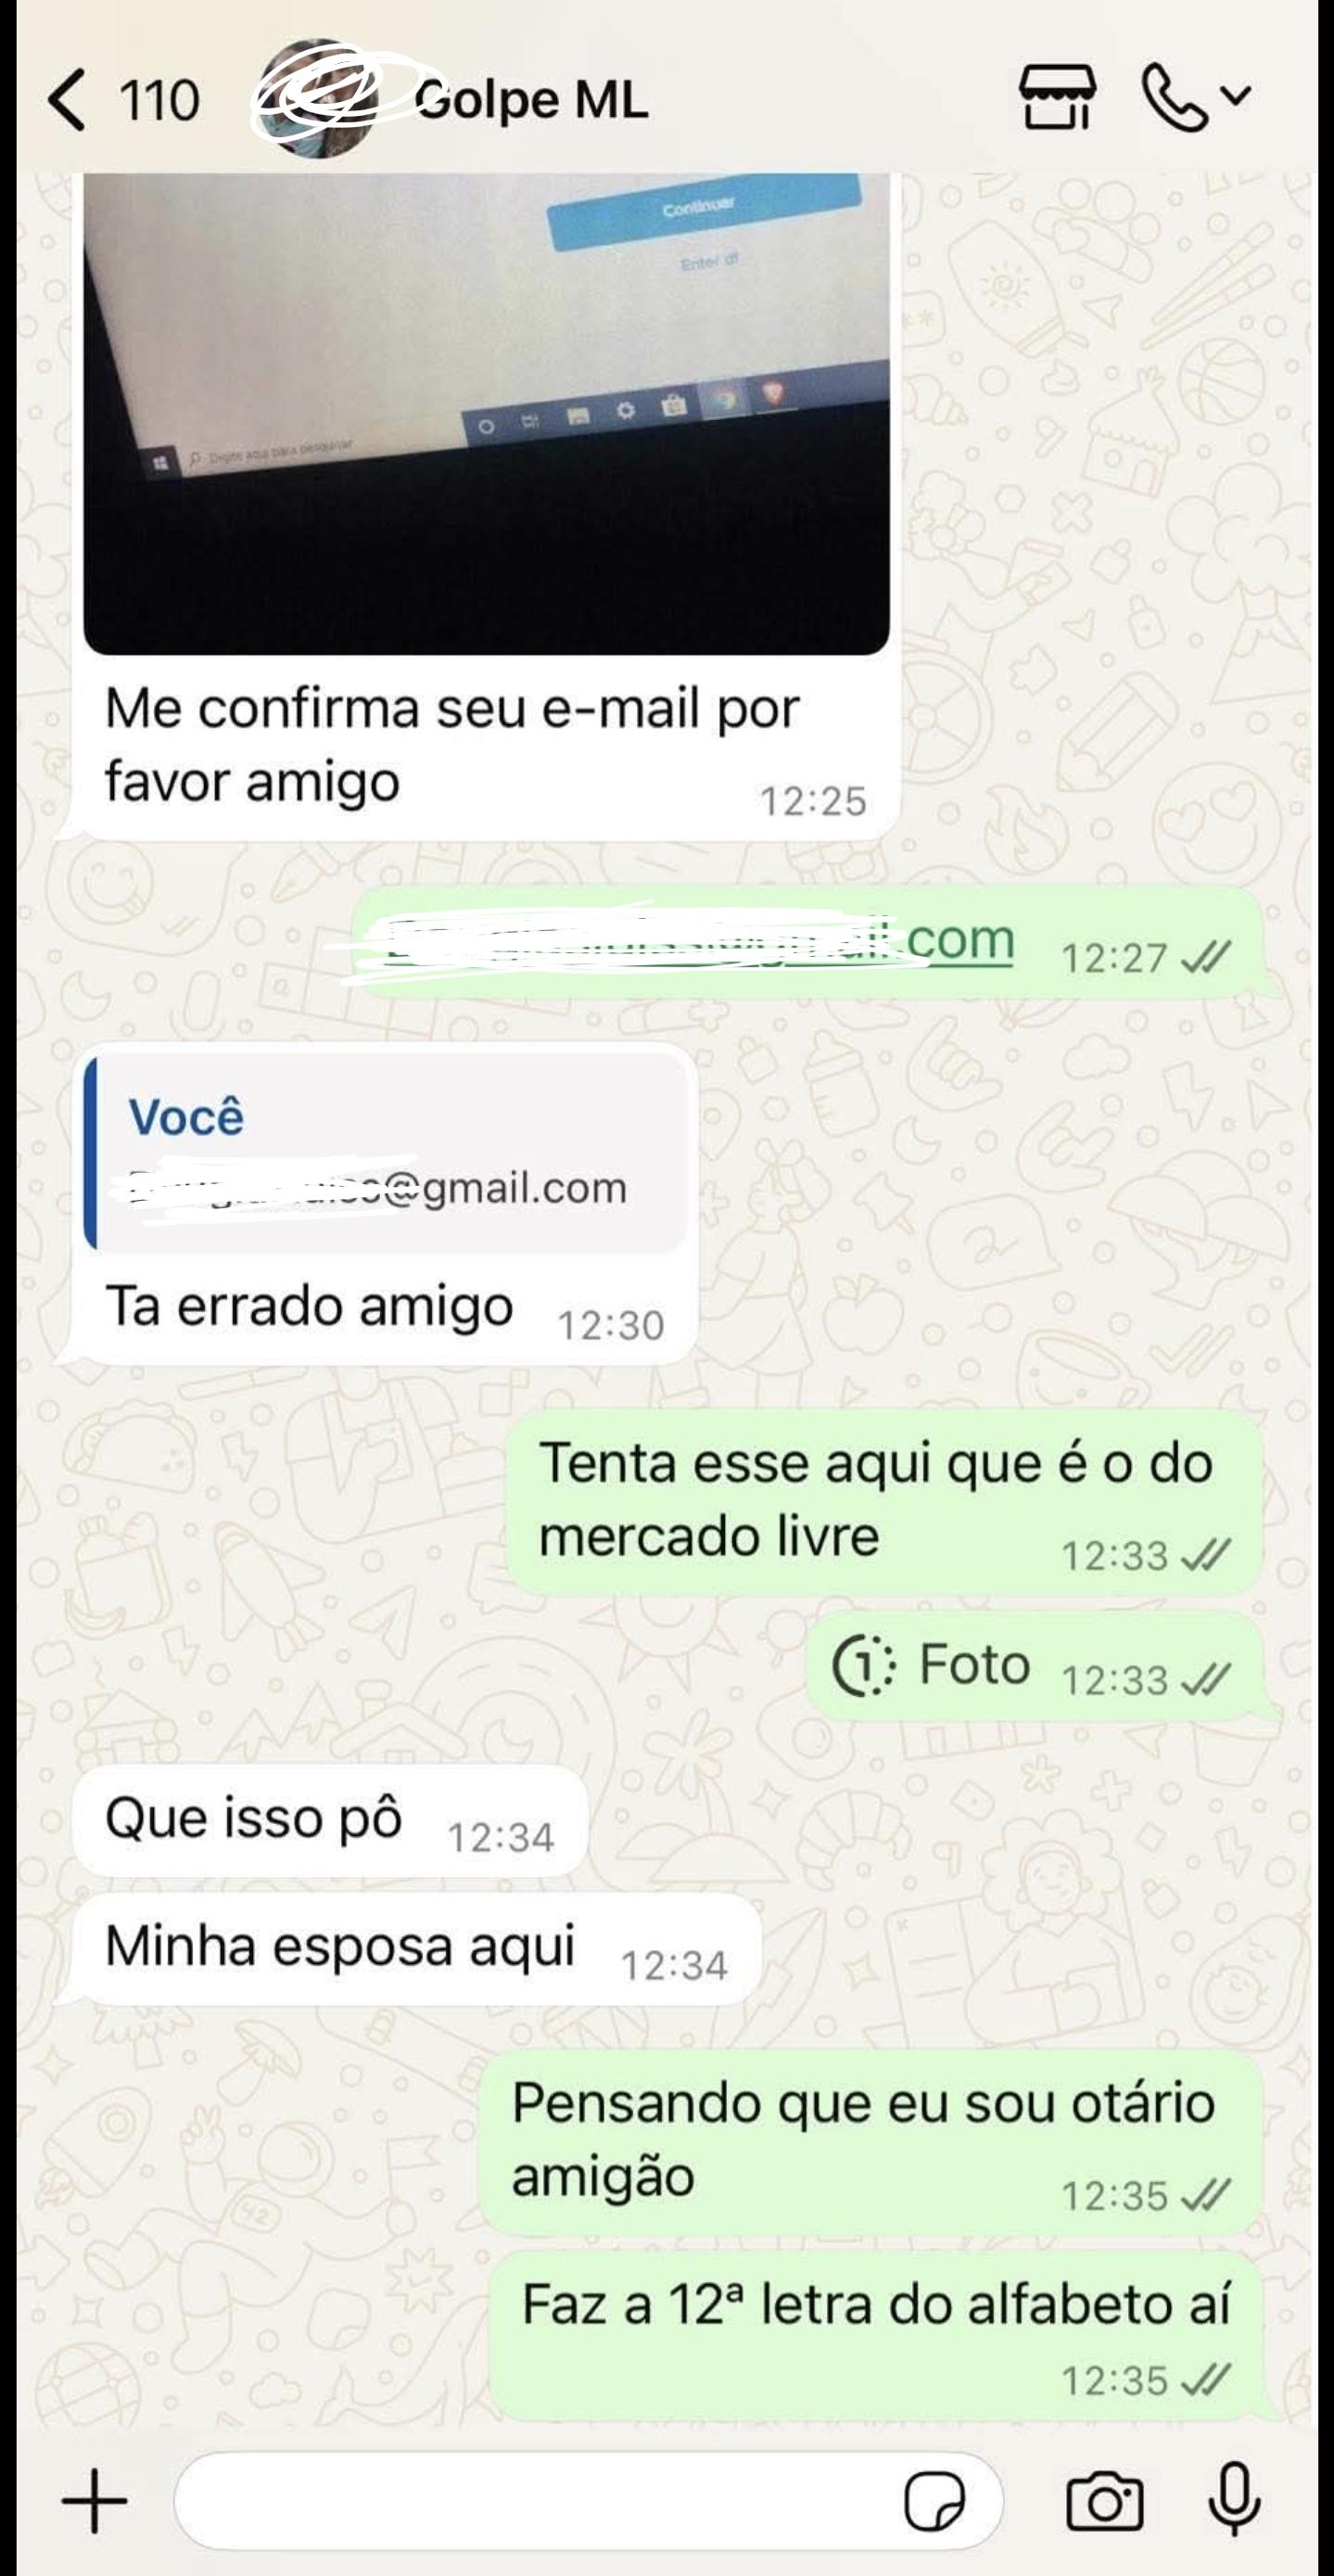 110
Golpe ML
Continuar
Digite aqui para pesquisar
Me confirma seu e-mail por
favor amigo
12:25
.com
12:27
Você
@gmail.com
Ta errado amigo
12:30
Tenta esse aqui que é o do
mercado livre
12:33
1
Foto
12:33
Que isso pô
12:34
Minha esposa aqui
12:34
Pensando que eu sou otário
amigão
12:35
Faz a 12ª letra do alfabeto aí
12:35